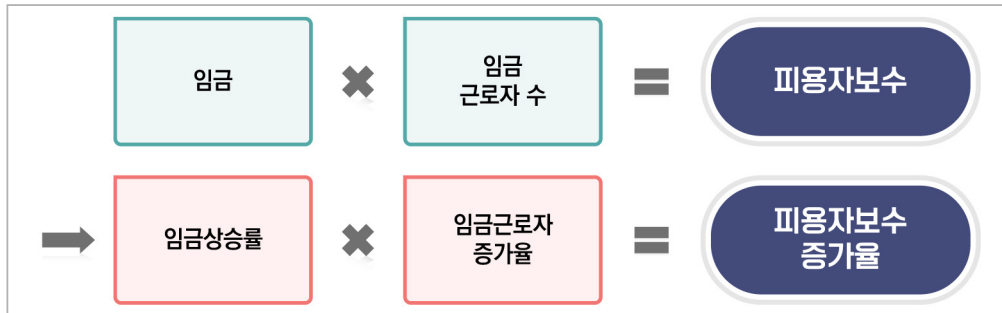 임금
임금
근로자 수
피용자보수
임금상승률
임금근로자
증가율
피용자보수
증가율